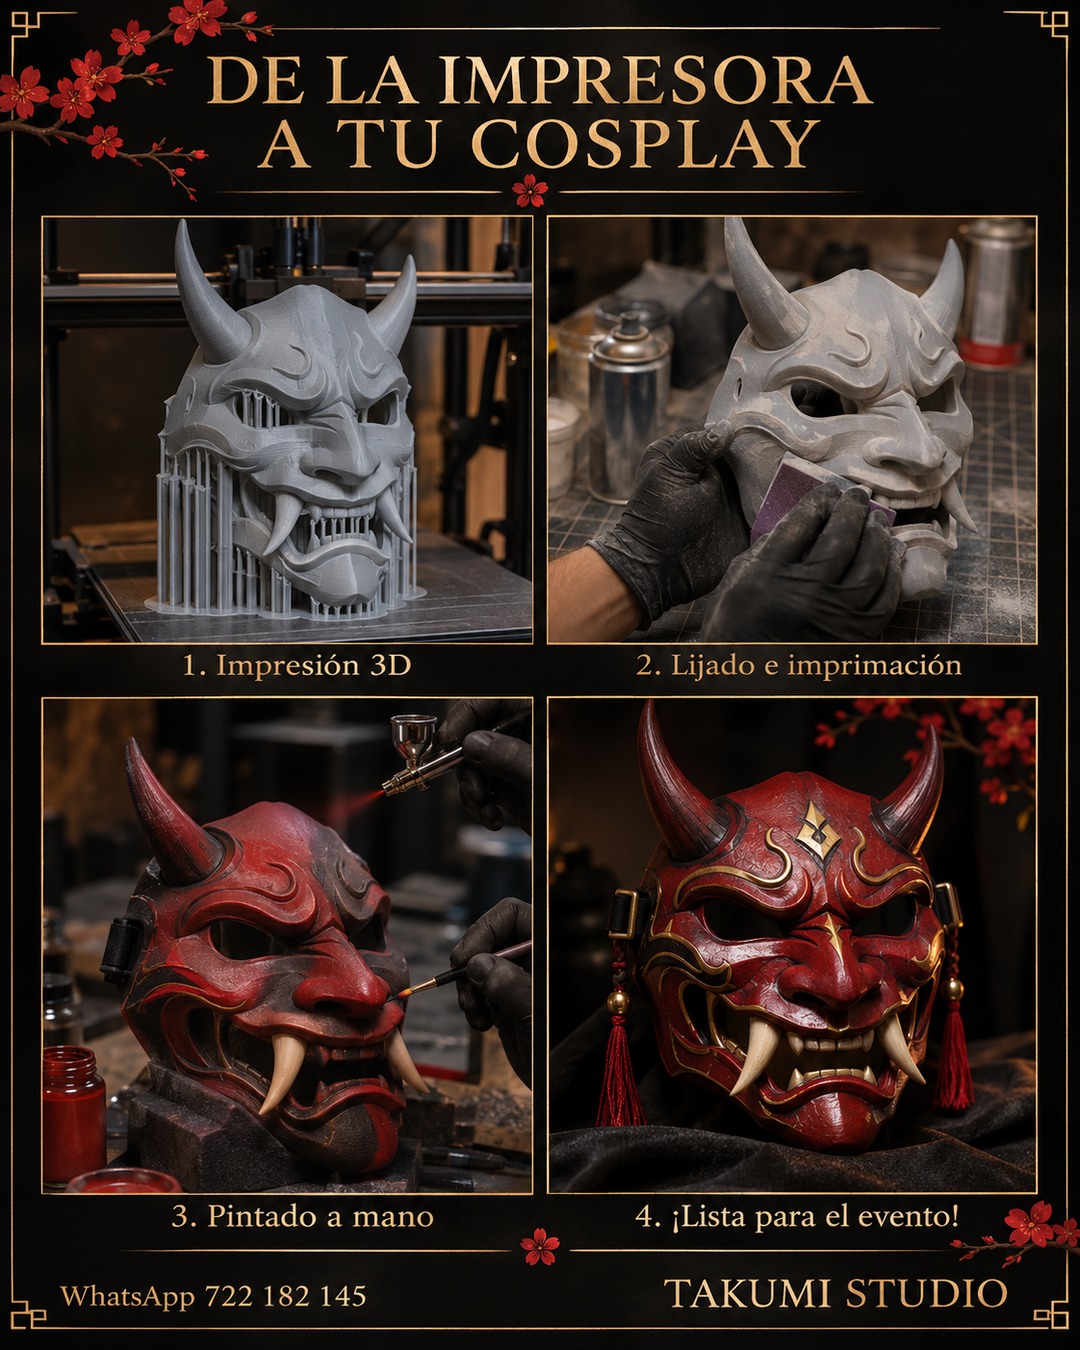 DE LA IMPRESORA
A TU COSPLAY
1. Impresión 3D
2. Lijado e imprimación
3. Pintado a mano
4. ¡Lista para el evento!
WhatsApp 722 182 145
TAKUMI STUDIO